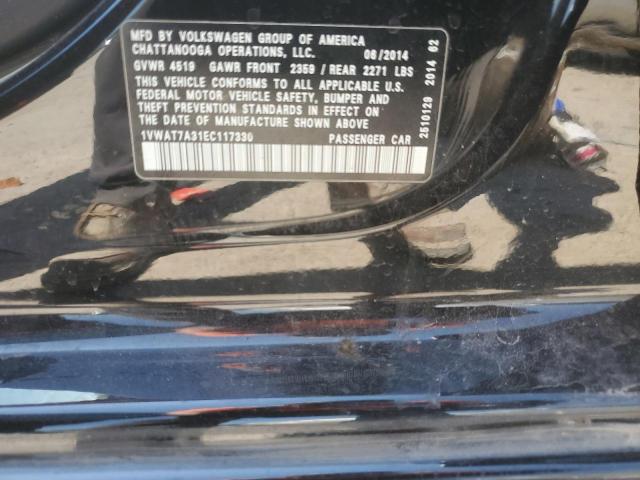 MFD BY VOLKSWAGEN GROUP OF AMERICA
CHATTANOOGA OPERATIONS, LLC. 06/2014
GVWR 4519 GAWR FRONT 2359 / REAR 2271 LBS
THIS VEHICLE CONFORMS TO ALL APPLICABLE U.S.
FEDERAL MOTOR VEHICLE SAFETY, BUMPER AND
THEFT PREVENTION STANDARDS IN EFFECT ON
THE DATE OF MANUFACTURE SHOWN ABOVE
1VWAT7A31EC117330 PASSENGER CAR
2510129 2014 62